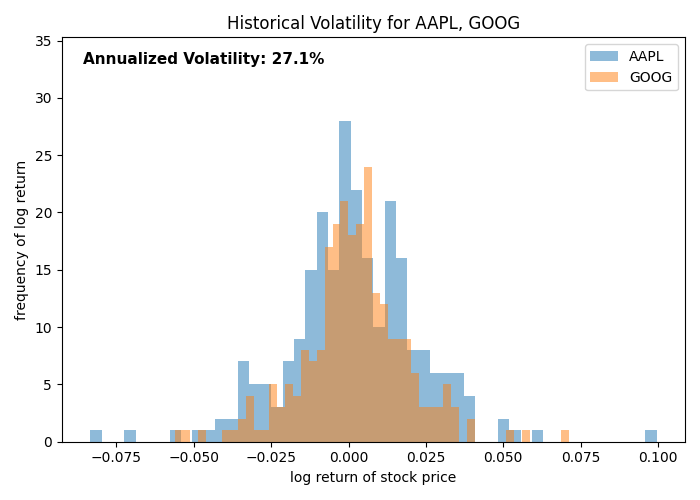 Historical Volatility for AAPL, GOOG
Annualized Volatility: 27.1%
AAPL
GOOG
frequency of log return
35
30
25
20
15
10
5
0
−0.075 −0.050 −0.025 0.000 0.025 0.050 0.075 0.100
log return of stock price